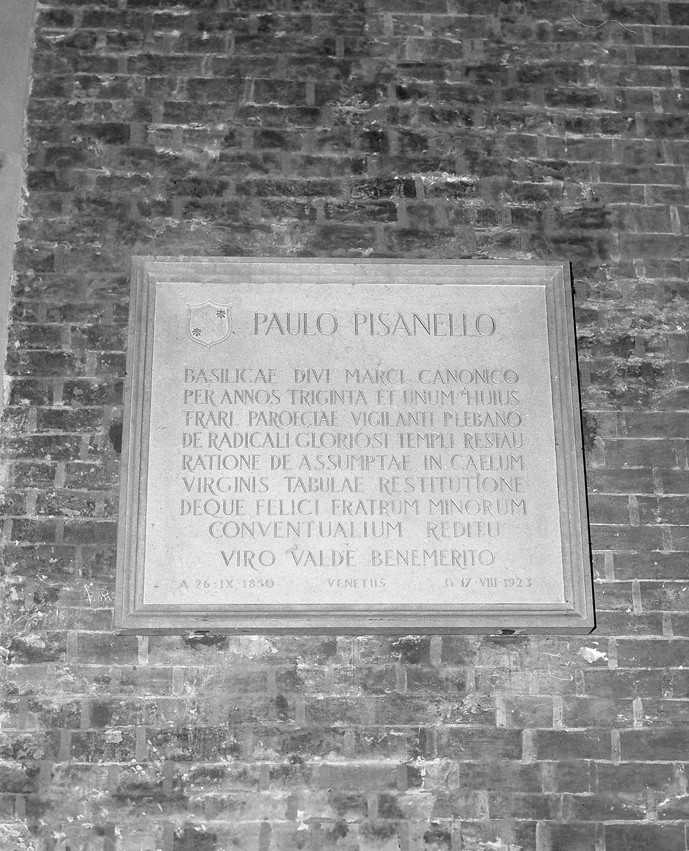 PAULO PISANELLO
BASILICAE DIVI MARCI CANONICO
PER ANNOS TRIGINTA ET UNUM HUIUS
FRARI PAROECIAE VIGILANTI PLEBANO
DE RADICALI GLORIOSI TEMPLI RESTAU
RATIONE DE ASSUMPTAE IN CAELUM
VIRGINIS TABULAE RESTITUTIONE
DEQUE FELICI FRATRUM MINORUM
CONVENTUALIUM REDITU
VIRO VALDE BENEMERITO
A 26·IX·1850 VENETIIS Ω 17·VIII·1923